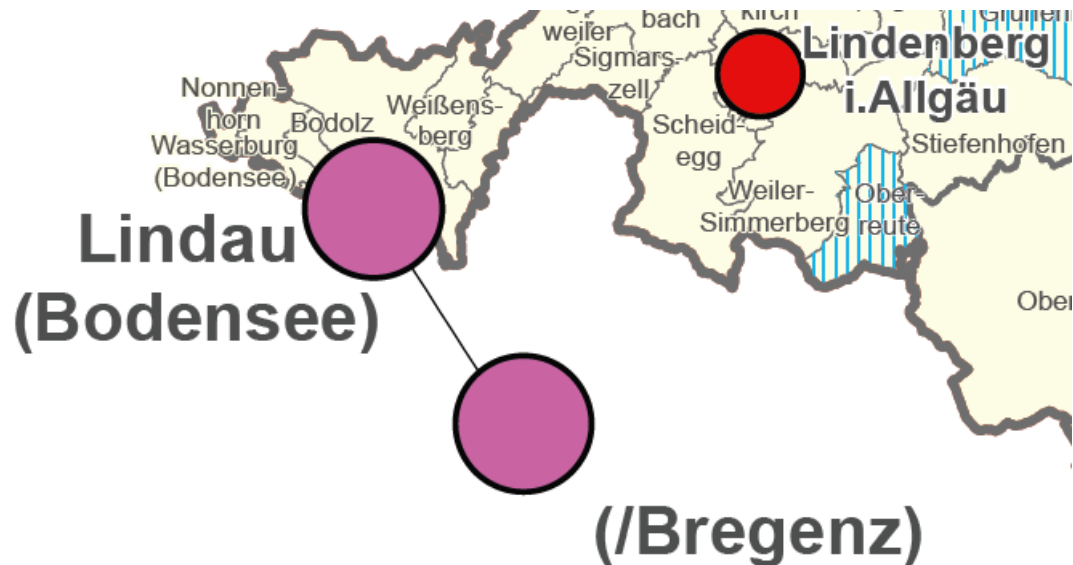 bach
kirch
weiler
Sigmars-
zell
Lindenberg
i.Allgäu
Nonnen-
horn
Bodolz
Weißens-
berg
Wasserburg
(Bodensee)
Scheid-
egg
Stiefenhofen
Weiler-
Simmerberg
Ober-
reute
Lindau
(Bodensee)
Ober
(/Bregenz)